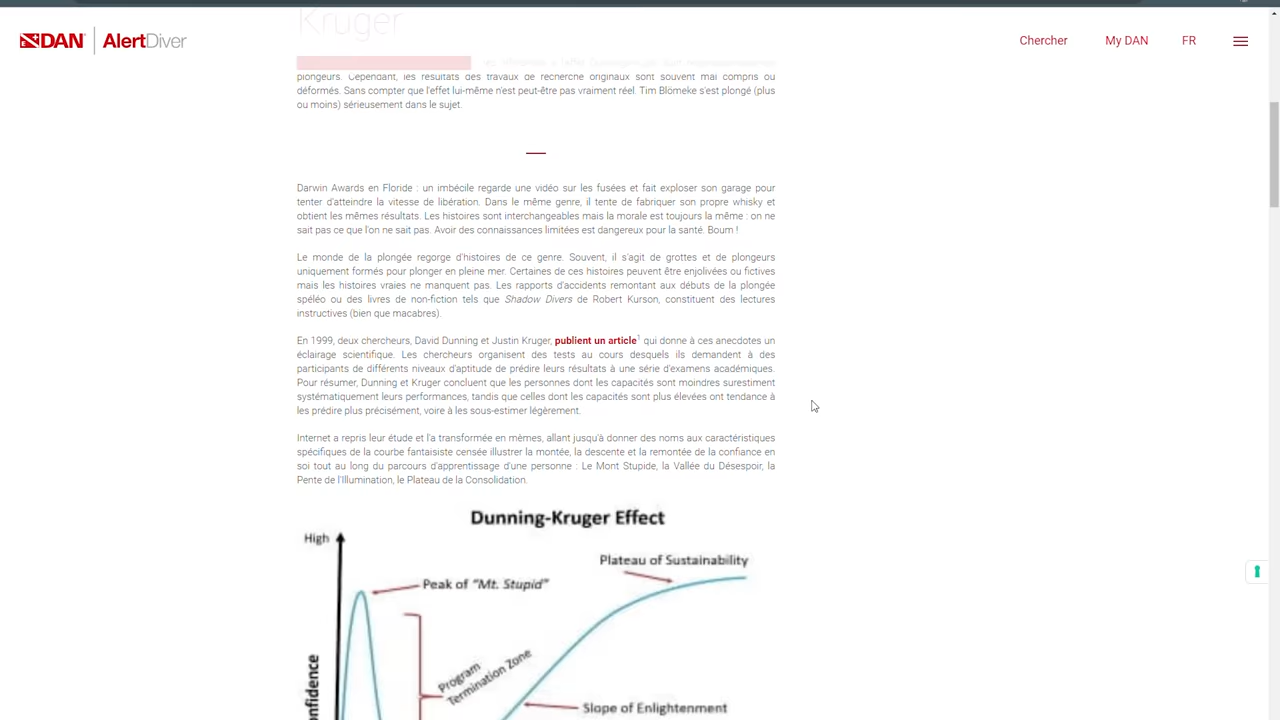 Kruger
DAN AlertDiver
Chercher
My DAN
FR
plongeurs. Cependant, les résultats des travaux de recherche originaux sont souvent mal compris ou
déformés. Sans compter que l'effet lui-même n'est peut-être pas vraiment réel. Tim Blömeke s'est plongé (plus
ou moins) sérieusement dans le sujet.
Darwin Awards en Floride : un imbécile regarde une vidéo sur les fusées et fait exploser son garage pour
tenter d'atteindre la vitesse de libération. Dans le même genre, il tente de fabriquer son propre whisky et
obtient les mêmes résultats. Les histoires sont interchangeables mais la morale est toujours la même : on ne
sait pas ce que l'on ne sait pas. Avoir des connaissances limitées est dangereux pour la santé. Boum !
Le monde de la plongée regorge d'histoires de ce genre. Souvent, il s'agit de grottes et de plongeurs
uniquement formés pour plonger en pleine mer. Certaines de ces histoires peuvent être enjolivées ou fictives
mais les histoires vraies ne manquent pas. Les rapports d'accidents remontant aux débuts de la plongée
spéléo ou des livres de non-fiction tels que Shadow Divers de Robert Kurson, constituent des lectures
instructives (bien que macabres).
En 1999, deux chercheurs, David Dunning et Justin Kruger, publient un article1 qui donne à ces anecdotes un
éclairage scientifique. Les chercheurs organisent des tests au cours desquels ils demandent à des
participants de différents niveaux d'aptitude de prédire leurs résultats à une série d'examens académiques.
Pour résumer, Dunning et Kruger concluent que les personnes dont les capacités sont moindres surestiment
systématiquement leurs performances, tandis que celles dont les capacités sont plus élevées ont tendance à
les prédire plus précisément, voire à les sous-estimer légèrement.
Internet a repris leur étude et l'a transformée en mèmes, allant jusqu'à donner des noms aux caractéristiques
spécifiques de la courbe fantaisiste censée illustrer la montée, la descente et la remontée de la confiance en
soi tout au long du parcours d'apprentissage d'une personne : Le Mont Stupide, la Vallée du Désespoir, la
Pente de l'Illumination, le Plateau de la Consolidation.
Dunning-Kruger Effect
High
Plateau of Sustainability
Peak of "Mt. Stupid"
Program
Termination Zone
Slope of Enlightenment
nfidence